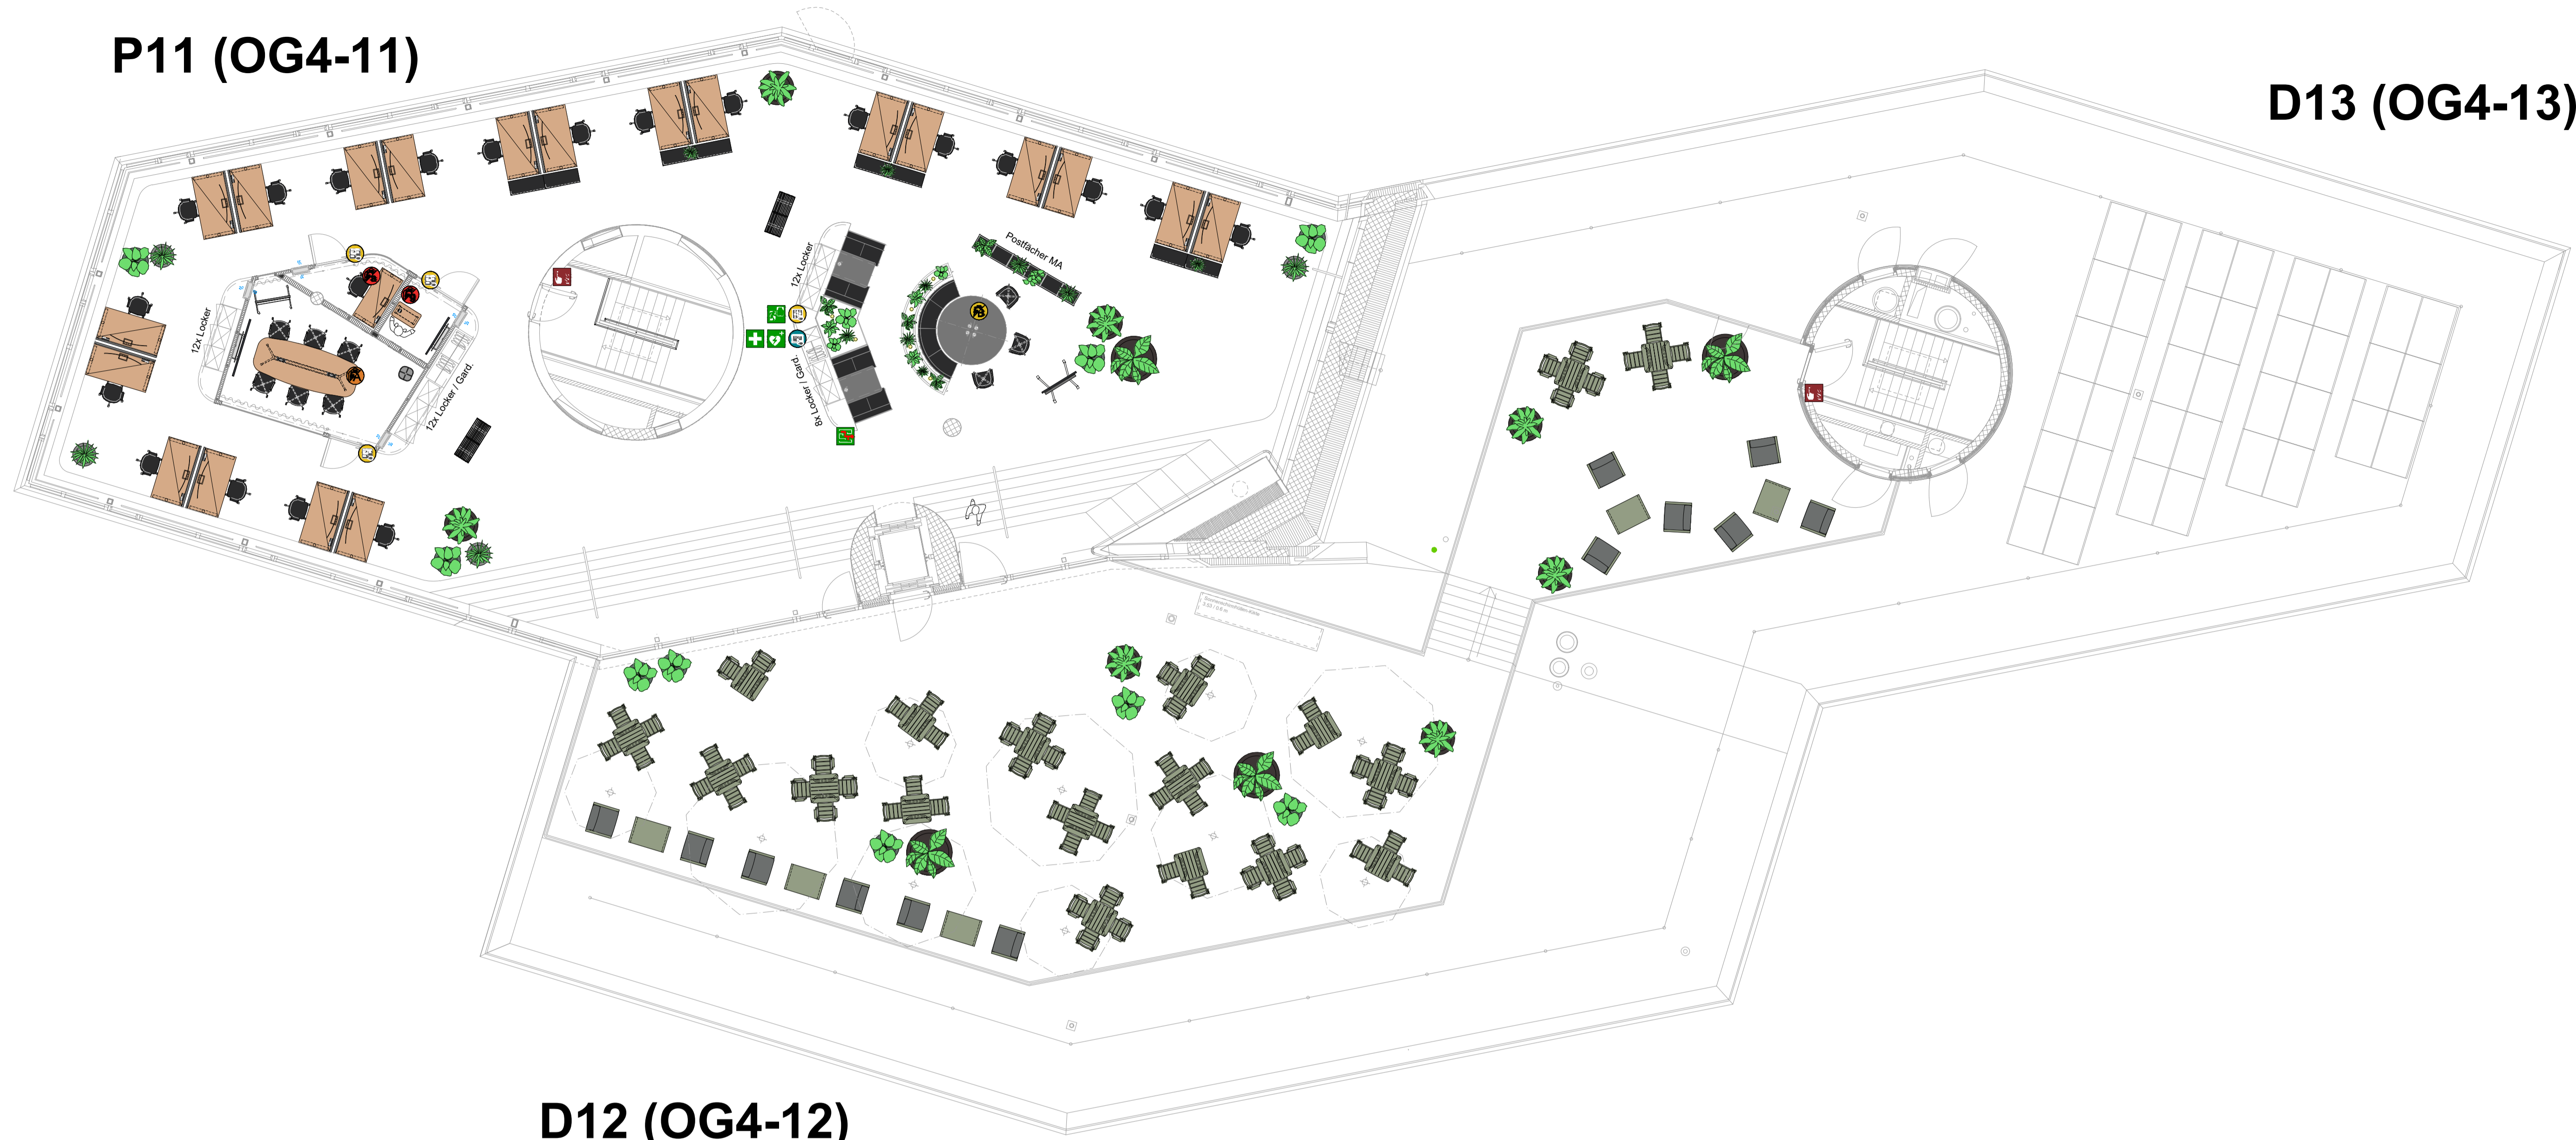 P11 (OG4-11)
D13 (OG4-13)
Postfächer MA
12x Locker
12x Locker
8x Locker / Gard.
12x Locker / Gard.
D12 (OG4-12)